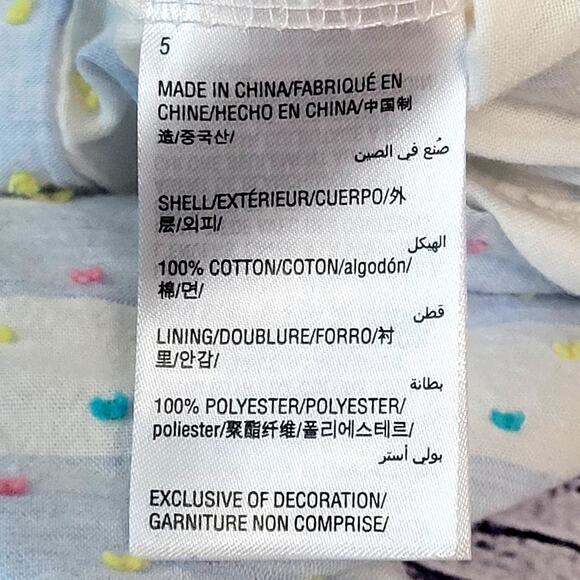 5
MADE IN CHINA/FABRIQUÉ EN
CHINE/HECHO EN CHINA/中国制
造/중국산/
صُنع في الصين
SHELL/EXTÉRIEUR/CUERPO/外
层/외피/
الهيكل
100% COTTON/COTON/algodón/
棉/면/
قطن
LINING/DOUBLURE/FORRO/衬
里/안감/
بطانة
100% POLYESTER/POLYESTER/
poliester/聚酯纤维/폴리에스테르/
بولي أستر
EXCLUSIVE OF DECORATION/
GARNITURE NON COMPRISE/